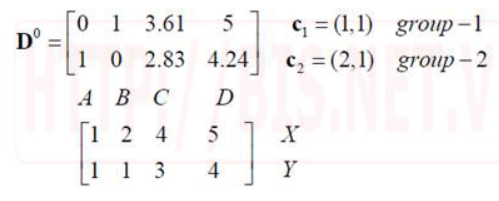 D⁰ = [0 1 3.61 5 c₁ = (1,1) group – 1
1 0 2.83 4.24] c₂ = (2,1) group – 2
A B C D
[1 2 4 5 X
1 1 3 4] Y